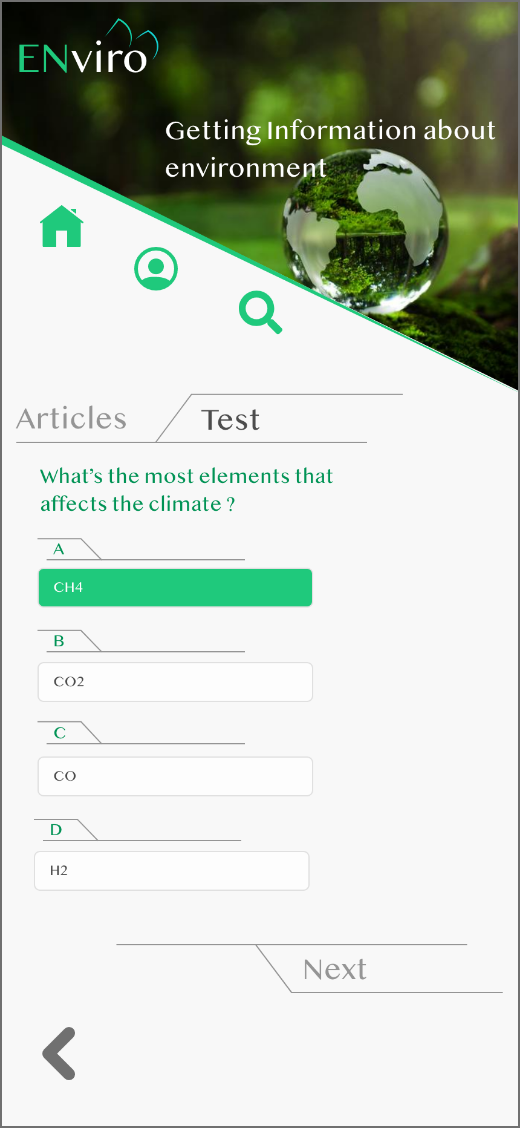 ENviro
Getting Information about
environment
Articles
Test
What's the most elements that
affects the climate ?
A
CH4
B
CO2
C
CO
D
H2
Next